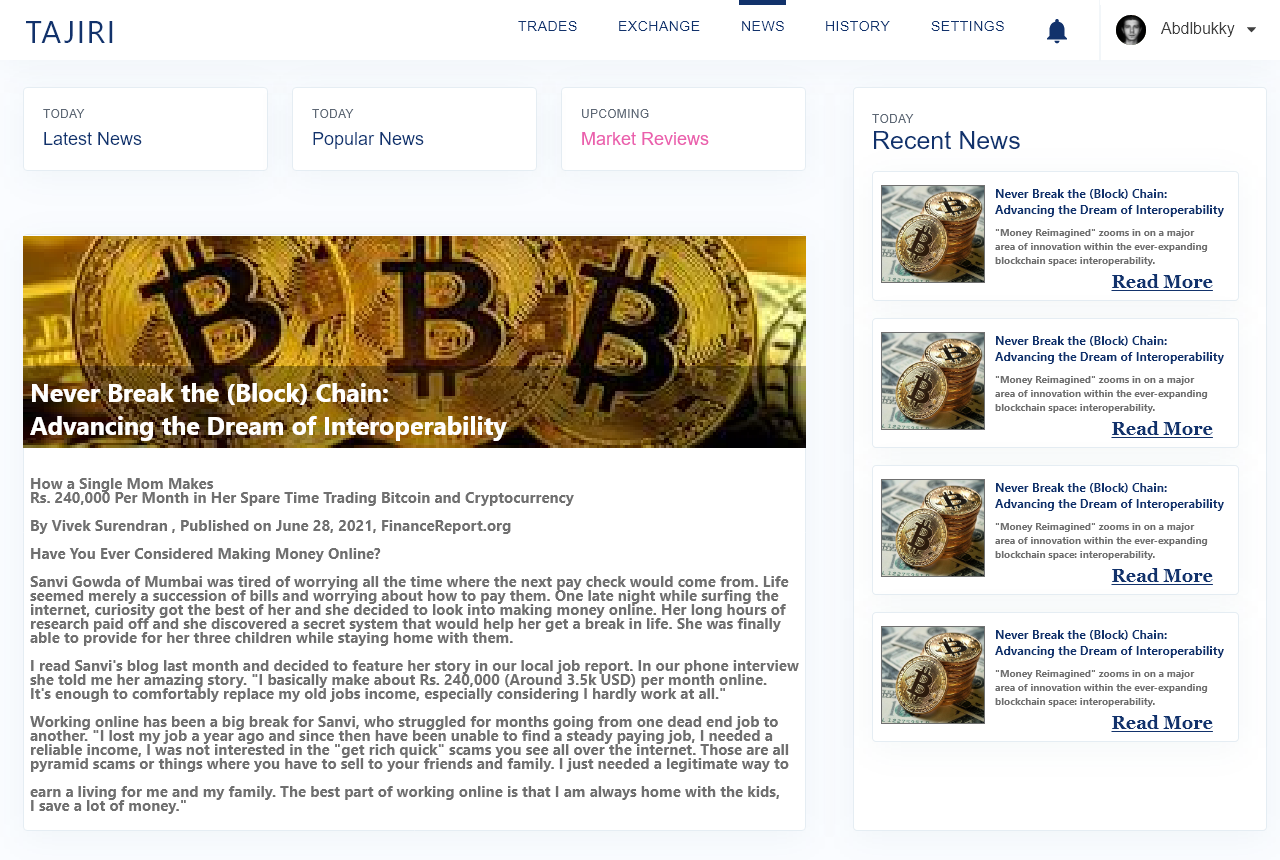 TAJIRI
TRADES
EXCHANGE
NEWS
HISTORY
SETTINGS
Abdlbukky
TODAY
Latest News
TODAY
Popular News
UPCOMING
Market Reviews
Never Break the (Block) Chain:
Advancing the Dream of Interoperability
How a Single Mom Makes
Rs. 240,000 Per Month in Her Spare Time Trading Bitcoin and Cryptocurrency
By Vivek Surendran , Published on June 28, 2021, FinanceReport.org
Have You Ever Considered Making Money Online?
Sanvi Gowda of Mumbai was tired of worrying all the time where the next pay check would come from. Life
seemed merely a succession of bills and worrying about how to pay them. One late night while surfing the
internet, curiosity got the best of her and she decided to look into making money online. Her long hours of
research paid off and she discovered a secret system that would help her get a break in life. She was finally
able to provide for her three children while staying home with them.
I read Sanvi's blog last month and decided to feature her story in our local job report. In our phone interview
she told me her amazing story. "I basically make about Rs. 240,000 (Around 3.5k USD) per month online.
It's enough to comfortably replace my old jobs income, especially considering I hardly work at all."
Working online has been a big break for Sanvi, who struggled for months going from one dead end job to
another. "I lost my job a year ago and since then have been unable to find a steady paying job, I needed a
reliable income, I was not interested in the "get rich quick" scams you see all over the internet. Those are all
pyramid scams or things where you have to sell to your friends and family. I just needed a legitimate way to
earn a living for me and my family. The best part of working online is that I am always home with the kids,
I save a lot of money."
TODAY
Recent News
Never Break the (Block) Chain:
Advancing the Dream of Interoperability
"Money Reimagined" zooms in on a major
area of innovation within the ever-expanding
blockchain space: interoperability.
Read More
Never Break the (Block) Chain:
Advancing the Dream of Interoperability
"Money Reimagined" zooms in on a major
area of innovation within the ever-expanding
blockchain space: interoperability.
Read More
Never Break the (Block) Chain:
Advancing the Dream of Interoperability
"Money Reimagined" zooms in on a major
area of innovation within the ever-expanding
blockchain space: interoperability.
Read More
Never Break the (Block) Chain:
Advancing the Dream of Interoperability
"Money Reimagined" zooms in on a major
area of innovation within the ever-expanding
blockchain space: interoperability.
Read More